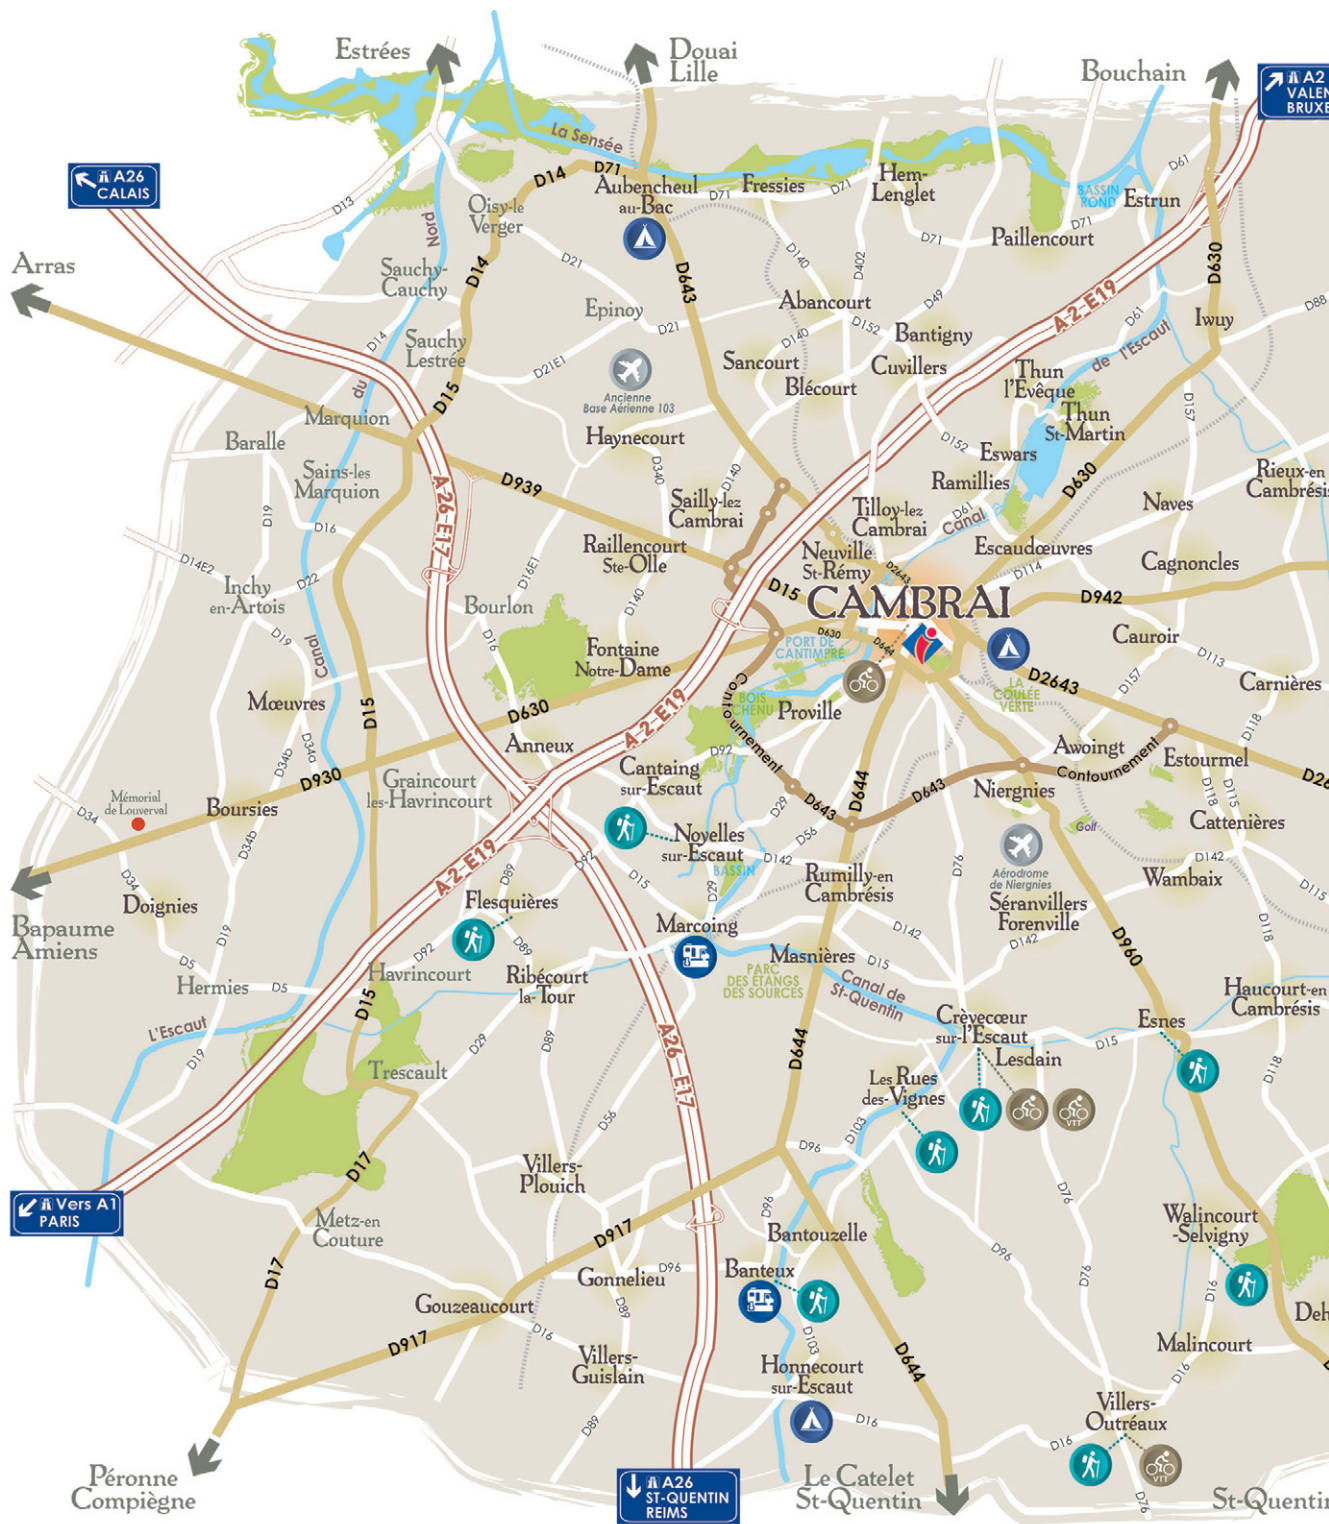 Estrées
Douai
Lille
Bouchain
A2
VALEN
BRUXE
A26
CALAIS
La Sensée
D71
D14
D13
Oisy-le
Verger
Nord
Aubencheul
au-Bac
D71
Fressies
D71
Hem-
Lenglet
D71
Paillencourt
D71
BASSIN
ROND
Estrun
D61
Arras
Sauchy-
Cauchy
D14
D21
D643
D140
D402
D49
D630
Epinoy
D21
Abancourt
D152
Bantigny
A-2_E19
D61
Iwuy
D88
D14
Sauchy
Lestrée
D21E1
Ancienne
Base Aérienne 103
D140
Sancourt
Blécourt
Cuvillers
de l'Escaut
Thun
l'Evêque
D157
du
D15
Marquion
Haynecourt
Thun
St-Martin
Baralle
D152
Eswars
D630
Sains-les
Marquion
A-26-E17
D939
D340
D140
Sailly-lez
Cambrai
Ramillies
Tilloy-lez
Cambrai
D61
Canal
Naves
Rieux-en
Cambrésis
D19
D16
D14E2
D22
D16E1
Raillencourt
Ste-Olle
Neuville
St-Rémy
D2643
Escaudœuvres
D114
Cagnoncles
Inchy
en-Artois
Bourlon
D140
D15
CAMBRAI
D942
D19
Canal
D16
Fontaine
Notre-Dame
PORT DE
CANTIMPRÉ
D630
D644
Cauroir
D113
LA
COULÉE
VERTE
D2643
D157
Carnières
Mœuvres
D15
D630
A-2-E19
BOIS
CHENU
Proville
Contournement
D118
D34b
D34a
Anneux
D92
Awoingt
Contournement
Estourmel
D930
Graincourt
les-Havrincourt
Cantaing
sur-Escaut
D644
D643
D643
Niergnies
D26
Mémorial
de Louverval
Boursies
D34
D34b
D29
D56
Golf
D118
D115
Cattenières
A-2_E19
D89
D92
Noyelles
sur-Escaut
D142
BASSIN
D76
Aérodrome
de Niergnies
D142
Wambaix
D115
D34
Doignies
D15
D29
Rumilly-en
Cambrésis
Séranvillers
Forenville
Bapaume
Amiens
D19
Flesquières
D89
Marcoing
D142
D142
D960
D118
D5
Hermies
D5
D92
Havrincourt
Ribécourt
la-Tour
Masnières
D15
PARC
DES ÉTANGS
DES SOURCES
Canal de
St-Quentin
Haucourt-en
Cambrésis
L'Escaut
D15
D29
D89
A26
E17
D644
Crèvecœur
sur-l'Escaut
Lesdain
D15
Esnes
D19
Trescault
D56
Les Rues
des-Vignes
D118
VTT
D103
D96
D17
Villers-
Plouich
D76
Vers A1
PARIS
Metz-en
Couture
D917
D96
Bantouzelle
D96
Walincourt
-Selvigny
D17
Gonnelieu
D96
Banteux
D76
D16
Gouzeaucourt
D89
D16
D103
Deh
D917
Villers-
Guislain
Honnecourt
sur-Escaut
D644
Malincourt
D16
D89
D16
D16
Villers-
Outréaux
VTT
D76
Péronne
Compiègne
A26
ST-QUENTIN
REIMS
Le Catelet
St-Quentin
St-Quentin